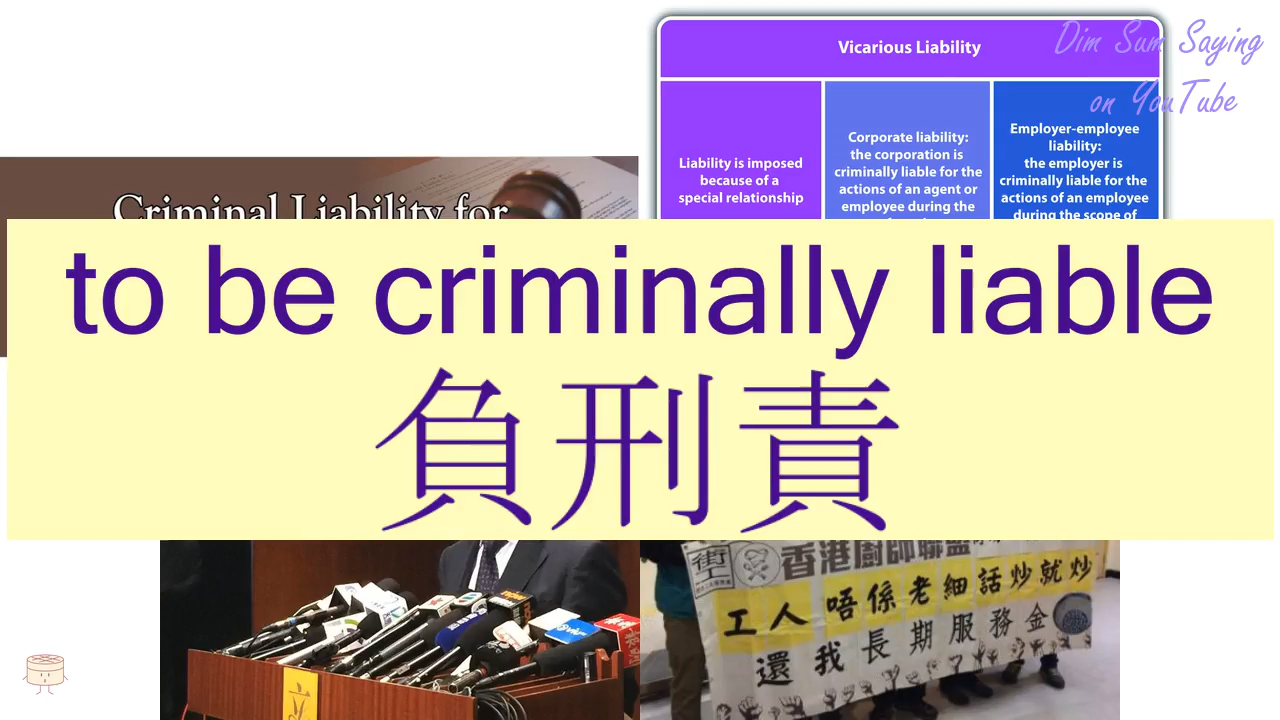 Dim Sum Saying
on YouTube
Vicarious Liability
Liability is imposed
because of a
special relationship
Corporate liability:
the corporation is
criminally liable for the
actions of an agent or
employee during the
Employer-employee
liability:
the employer is
criminally liable for the
actions of an employee
during the scope of
Criminal Liability for
to be criminally liable
負刑責
街工
香港廚師聯盟
工人唔係老細話炒就炒
還我長期服務金
立